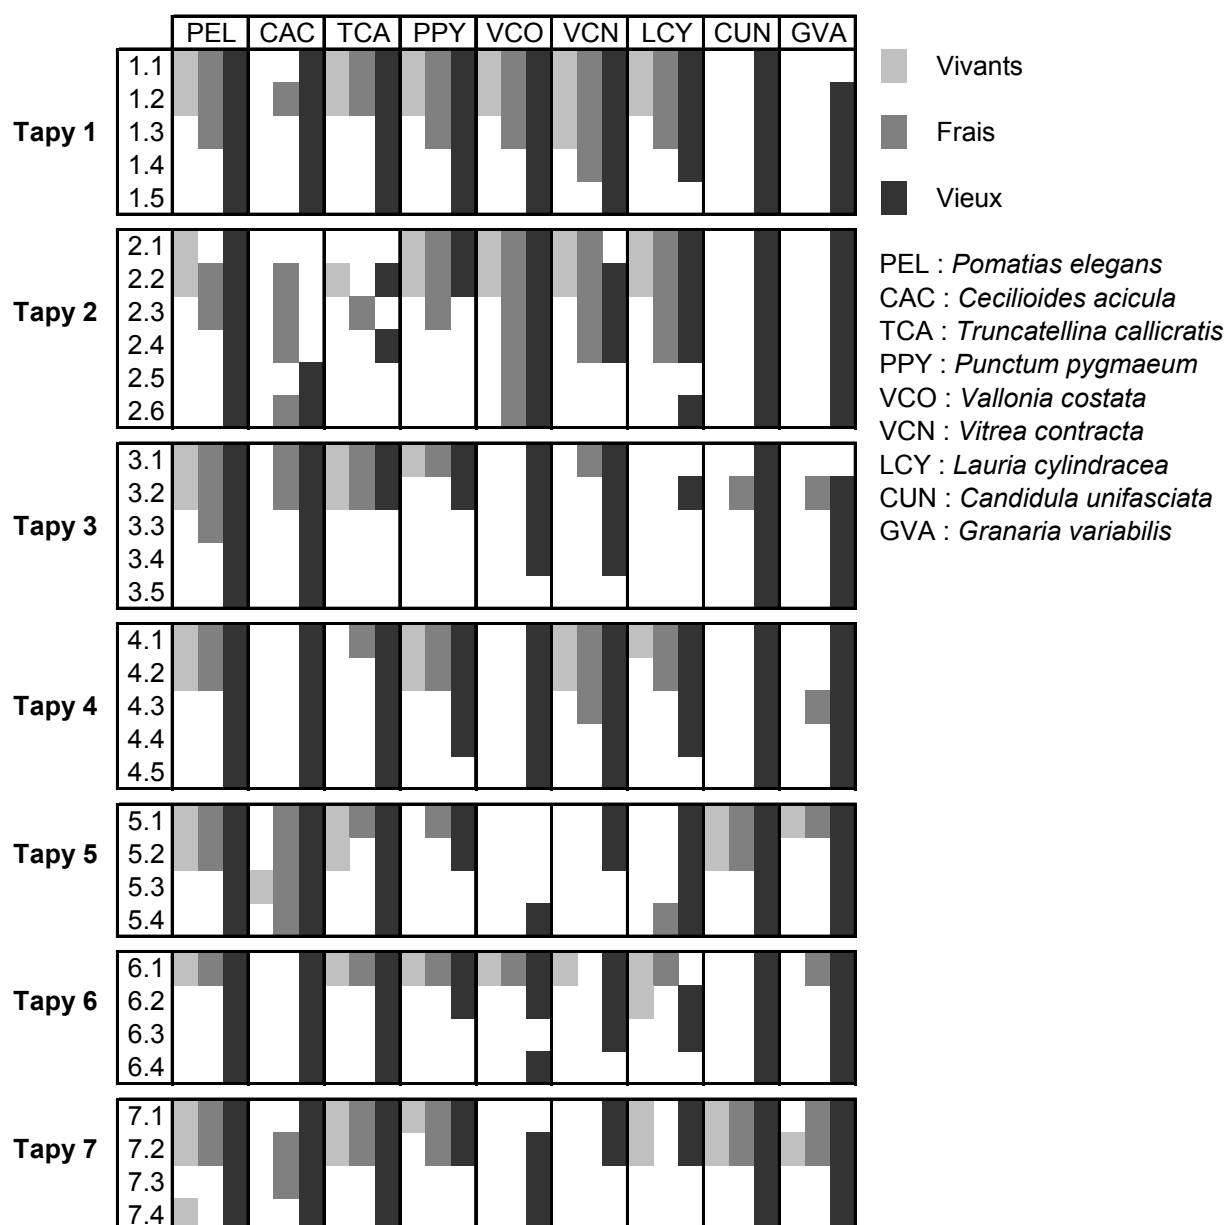 PEL CAC TCA PPY VCO VCN LCY CUN GVA
Tapy 1
1.1
1.2
1.3
1.4
1.5
Tapy 2
2.1
2.2
2.3
2.4
2.5
2.6
Tapy 3
3.1
3.2
3.3
3.4
3.5
Tapy 4
4.1
4.2
4.3
4.4
4.5
Tapy 5
5.1
5.2
5.3
5.4
Tapy 6
6.1
6.2
6.3
6.4
Tapy 7
7.1
7.2
7.3
7.4
Vivants
Frais
Vieux
PEL : Pomatias elegans
CAC : Cecilioides acicula
TCA : Truncatellina callicratis
PPY : Punctum pygmaeum
VCO : Vallonia costata
VCN : Vitrea contracta
LCY : Lauria cylindracea
CUN : Candidula unifasciata
GVA : Granaria variabilis